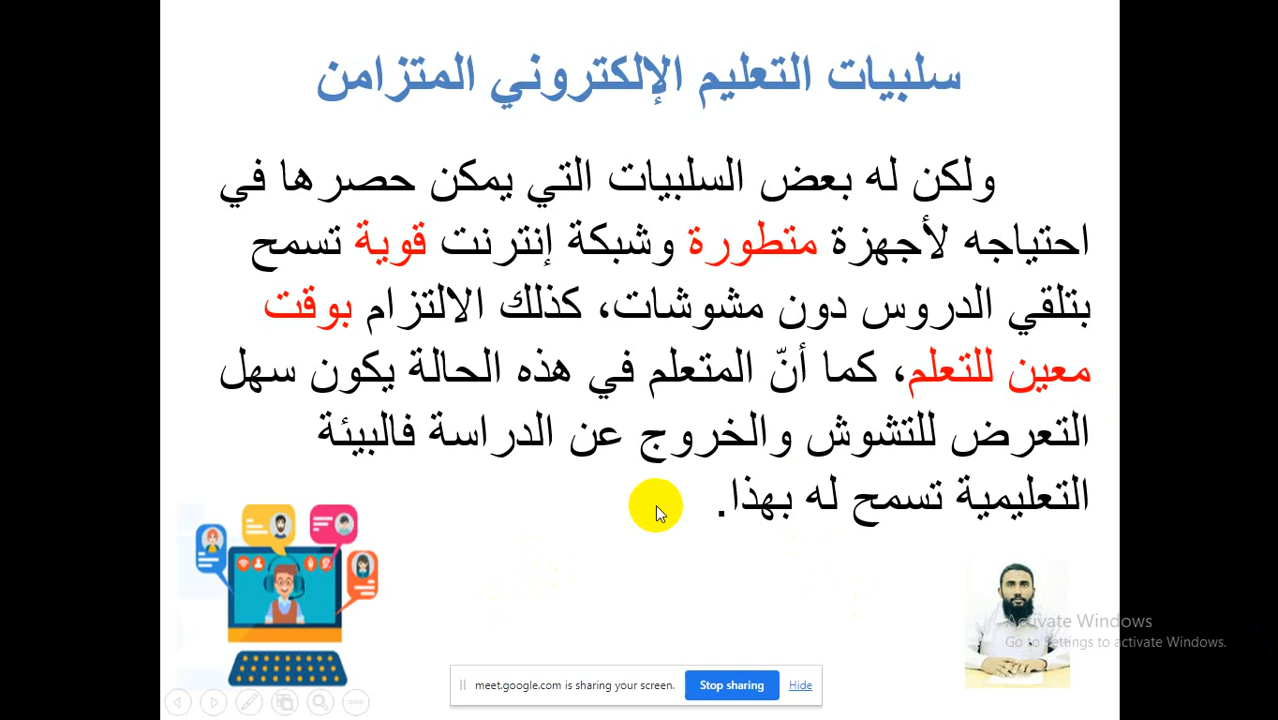 سلبيات التعليم الإلكتروني المتزامن
ولكن له بعض السلبيات التي يمكن حصرها في
احتياجه لأجهزة متطورة وشبكة إنترنت قوية تسمح
بتلقي الدروس دون مشوشات، كذلك الالتزام بوقت
معين للتعلم، كما أنّ المتعلم في هذه الحالة يكون سهل
التعرض للتشوش والخروج عن الدراسة فالبيئة
التعليمية تسمح له بهذا.
Activate Windows
Go to Settings to activate Windows.
meet.google.com is sharing your screen. Stop sharing Hide